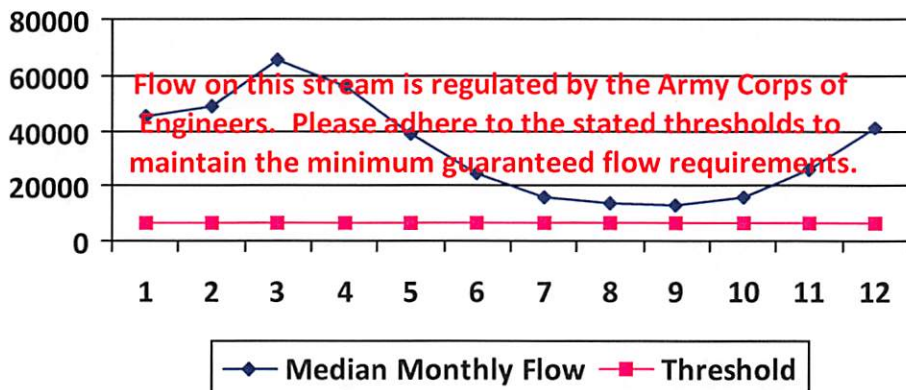 80000
60000
40000
20000
0
Flow on this stream is regulated by the Army Corps of
Engineers. Please adhere to the stated thresholds to
maintain the minimum guaranteed flow requirements.
1 2 3 4 5 6 7 8 9 10 11 12
Median Monthly Flow Threshold